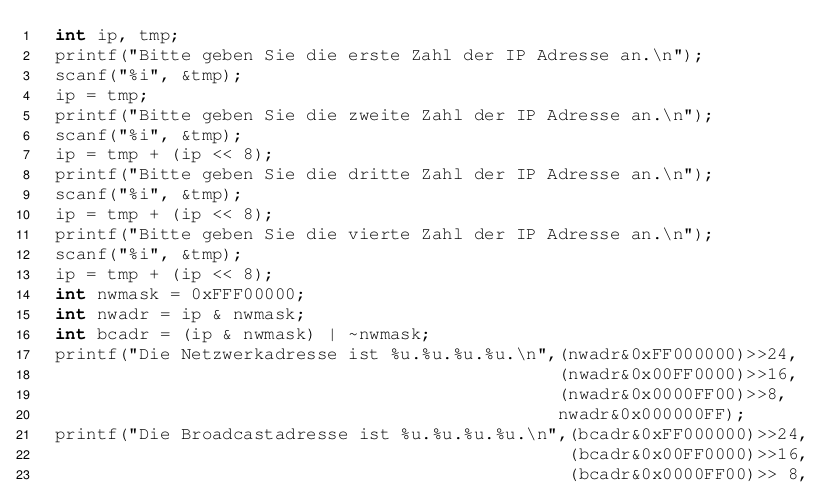 1 int ip, tmp;
2 printf("Bitte geben Sie die erste Zahl der IP Adresse an.\n");
3 scanf("%i", &tmp);
4 ip = tmp;
5 printf("Bitte geben Sie die zweite Zahl der IP Adresse an.\n");
6 scanf("%i", &tmp);
7 ip = tmp + (ip << 8);
8 printf("Bitte geben Sie die dritte Zahl der IP Adresse an.\n");
9 scanf("%i", &tmp);
10 ip = tmp + (ip << 8);
11 printf("Bitte geben Sie die vierte Zahl der IP Adresse an.\n");
12 scanf("%i", &tmp);
13 ip = tmp + (ip << 8);
14 int nwmask = 0xFFF00000;
15 int nwadr = ip & nwmask;
16 int bcadr = (ip & nwmask) | ~nwmask;
17 printf("Die Netzwerkadresse ist %u.%u.%u.%u.\n",(nwadr&0xFF000000)>>24,
18 (nwadr&0x00FF0000)>>16,
19 (nwadr&0x0000FF00)>>8,
20 nwadr&0x000000FF);
21 printf("Die Broadcastadresse ist %u.%u.%u.%u.\n",(bcadr&0xFF000000)>>24,
22 (bcadr&0x00FF0000)>>16,
23 (bcadr&0x0000FF00)>> 8,